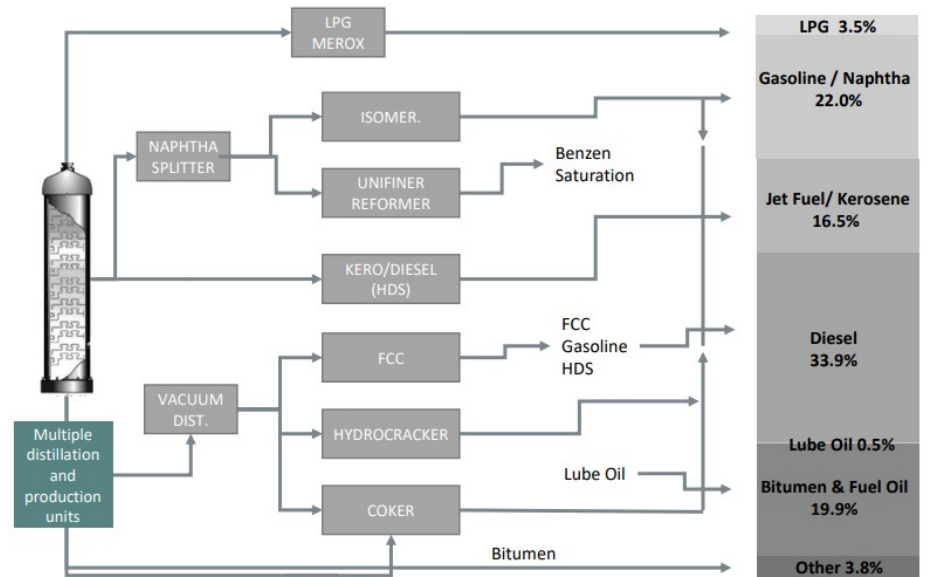 LPG
MEROX
LPG 3.5%
Gasoline / Naphtha
22.0%
ISOMER.
NAPHTHA
SPLITTER
Benzen
Saturation
UNIFINER
REFORMER
Jet Fuel/ Kerosene
16.5%
KERO/DIESEL
(HDS)
FCC
FCC
Gasoline
HDS
Diesel
33.9%
VACUUM
DIST.
Multiple
distillation
and
production
units
HYDROCRACKER
Lube Oil 0.5%
Lube Oil
Bitumen & Fuel Oil
19.9%
COKER
Bitumen
Other 3.8%